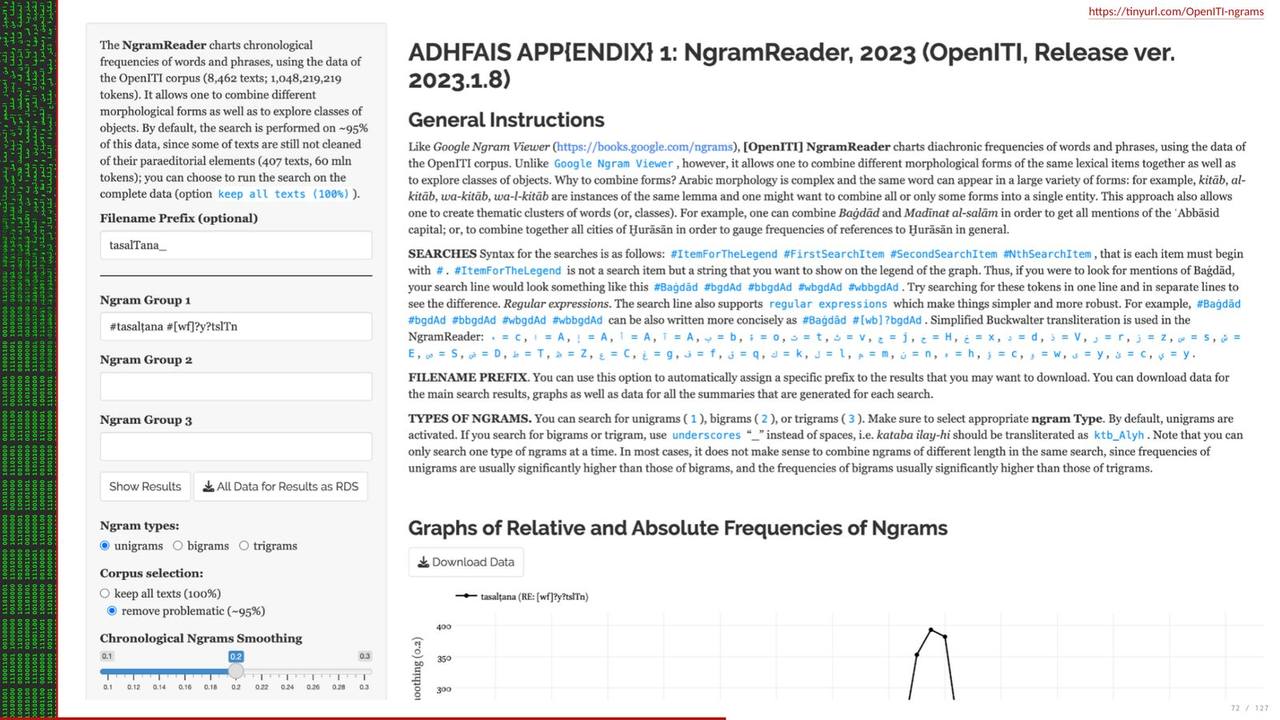 https://tinyurl.com/OpenITI-ngrams
The NgramReader charts chronological
frequencies of words and phrases, using the data of
the OpenITI corpus (8,462 texts; 1,048,219,219
tokens). It allows one to combine different
morphological forms as well as to explore classes of
objects. By default, the search is performed on ~95%
of this data, since some of texts are still not cleaned
of their paraeditorial elements (407 texts, 60 mln
tokens); you can choose to run the search on the
complete data (option keep all texts (100%) ).
Filename Prefix (optional)
tasalTana_
Ngram Group 1
#tasalṭana #[wf]?y?tslTn
Ngram Group 2
Ngram Group 3
Show Results
All Data for Results as RDS
Ngram types:
unigrams bigrams trigrams
Corpus selection:
keep all texts (100%)
remove problematic (~95%)
Chronological Ngrams Smoothing
0.1 0.2 0.3
0.1 0.12 0.14 0.16 0.18 0.2 0.22 0.24 0.26 0.28 0.3
ADHFAIS APP{ENDIX} 1: NgramReader, 2023 (OpenITI, Release ver.
2023.1.8)
General Instructions
Like Google Ngram Viewer (https://books.google.com/ngrams), [OpenITI] NgramReader charts diachronic frequencies of words and phrases, using the data of
the OpenITI corpus. Unlike Google Ngram Viewer , however, it allows one to combine different morphological forms of the same lexical items together as well as
to explore classes of objects. Why to combine forms? Arabic morphology is complex and the same word can appear in a large variety of forms: for example, kitāb, al-
kitāb, wa-kitāb, wa-l-kitāb are instances of the same lemma and one might want to combine all or only some forms into a single entity. This approach also allows
one to create thematic clusters of words (or, classes). For example, one can combine Baġdād and Madīnaŧ al-salām in order to get all mentions of the ʿAbbāsid
capital; or, to combine together all cities of Ḫurāsān in order to gauge frequencies of references to Ḫurāsān in general.
SEARCHES Syntax for the searches is as follows: #ItemForTheLegend #FirstSearchItem #SecondSearchItem #NthSearchItem , that is each item must begin
with # . #ItemForTheLegend is not a search item but a string that you want to show on the legend of the graph. Thus, if you were to look for mentions of Baġdād,
your search line would look something like this #Baġdād #bgdAd #bbgdAd #wbgdAd #wbbgdAd . Try searching for these tokens in one line and in separate lines to
see the difference. Regular expressions. The search line also supports regular expressions which make things simpler and more robust. For example, #Baġdād
#bgdAd #bbgdAd #wbgdAd #wbbgdAd can be also written more concisely as #Baġdād #[wb]?bgdAd . Simplified Buckwalter transliteration is used in the
NgramReader: ء = c, ا = A, إ = A, أ = A, آ = A, ب = b, ة = o, ت = t, ث = v, ج = j, ح = H, خ = x, د = d, ذ = V, ر = r, ز = z, س = s, ش =
E, ص = S, ض = D, ط = T, ظ = Z, ع = C, غ = g, ف = f, ق = q, ك = k, ل = l, م = m, ن = n, ه = h, ؤ = c, و = w, ى = y, ئ = c, ي = y.
FILENAME PREFIX. You can use this option to automatically assign a specific prefix to the results that you may want to download. You can download data for
the main search results, graphs as well as data for all the summaries that are generated for each search.
TYPES OF NGRAMS. You can search for unigrams ( 1 ), bigrams ( 2 ), or trigrams ( 3 ). Make sure to select appropriate ngram Type. By default, unigrams are
activated. If you search for bigrams or trigram, use underscores “_” instead of spaces, i.e. kataba ilay-hi should be transliterated as ktb_Alyh . Note that you can
only search one type of ngrams at a time. In most cases, it does not make sense to combine ngrams of different length in the same search, since frequencies of
unigrams are usually significantly higher than those of bigrams, and the frequencies of bigrams usually significantly higher than those of trigrams.
Graphs of Relative and Absolute Frequencies of Ngrams
Download Data
tasalṭana (RE: [wf]?y?tslTn)
400
350
300
moothing (0.2)
72 / 127